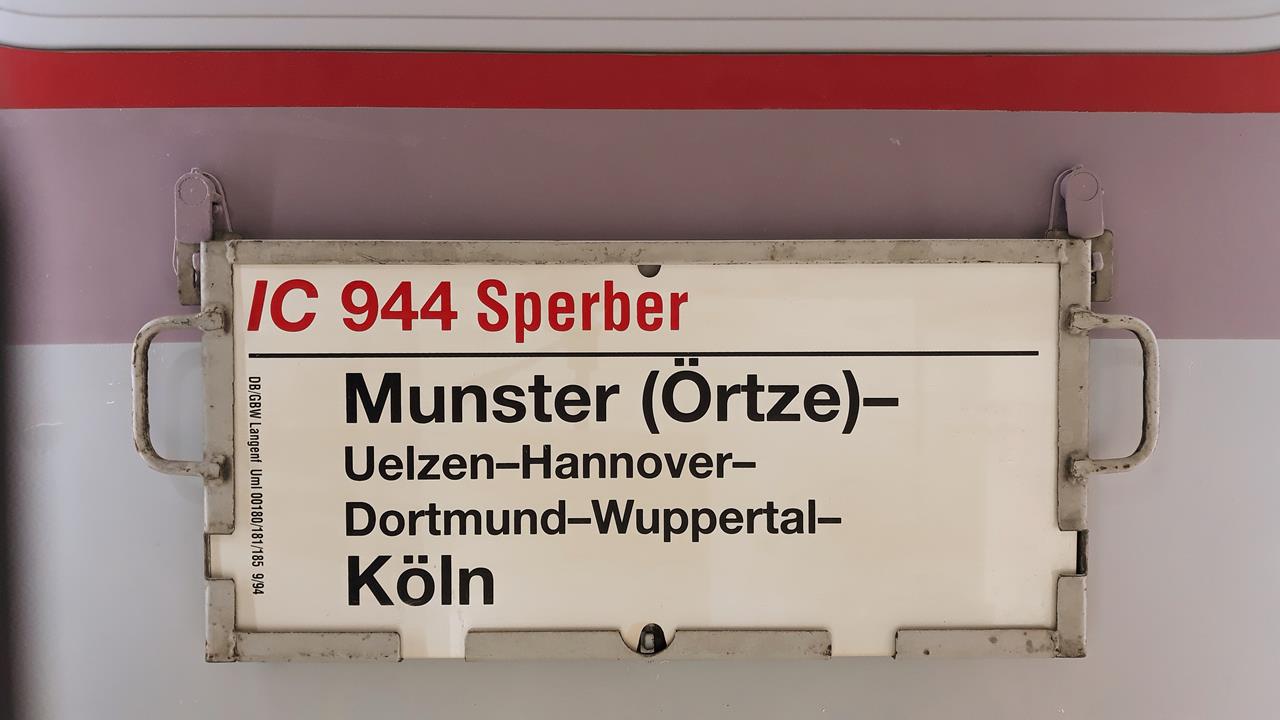 IC 944 Sperber
Munster (Örtze)–
Uelzen–Hannover–
Dortmund–Wuppertal–
Köln
DB/GBW Langenf Uml 00180/181/185 9/94